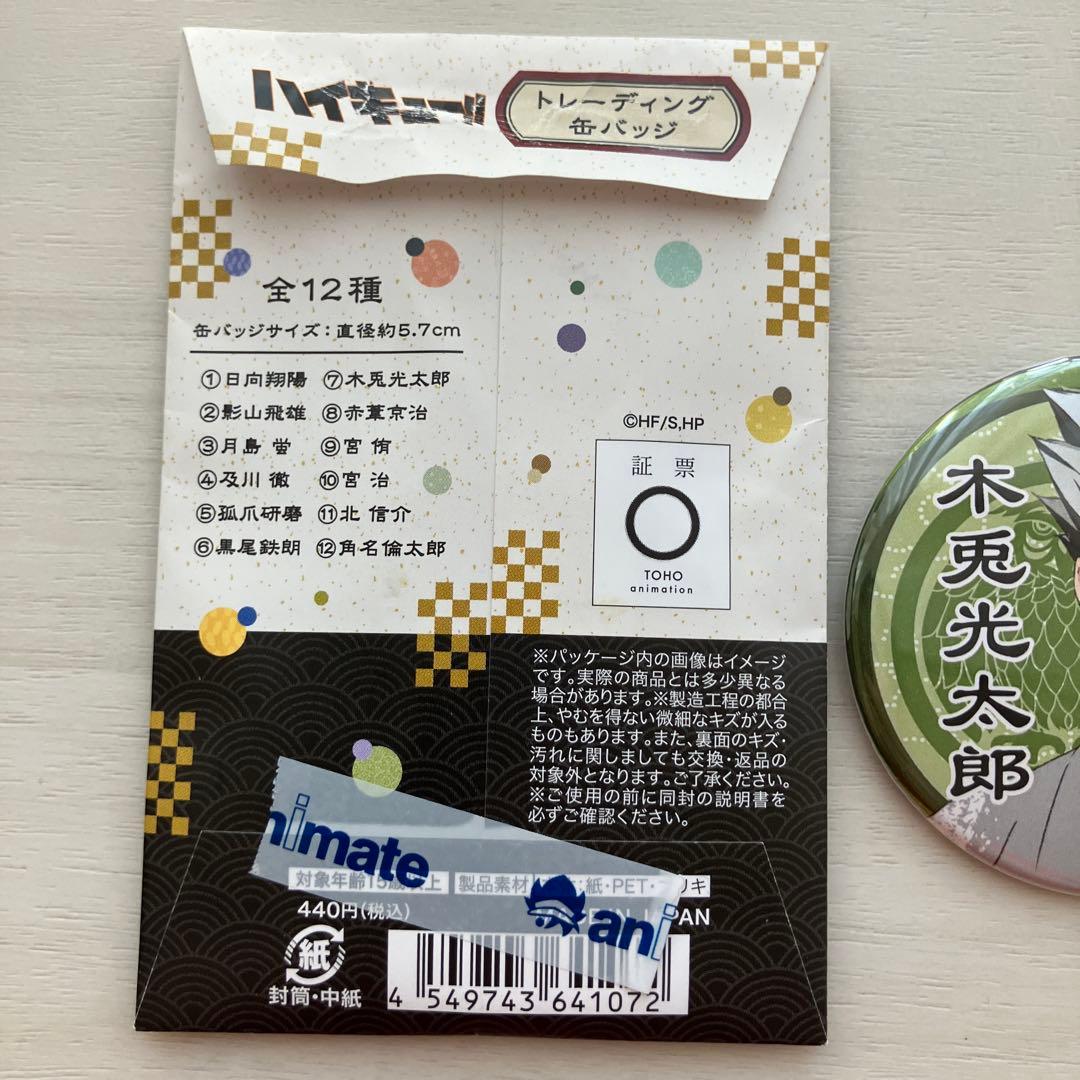 ハイキュー!!
トレーディング
缶バッジ
全12種
缶バッジサイズ：直径約5.7cm
①日向翔陽 ⑦木兎光太郎
②影山飛雄 ⑧赤葦京治
③月島 蛍 ⑨宮 侑
④及川 徹 ⑩宮 治
⑤孤爪研磨 ⑪北 信介
⑥黒尾鉄朗 ⑫角名倫太郎
©HF/S,HP
証票
TOHO
animation
※パッケージ内の画像はイメージ
です。実際の商品とは多少異なる
場合があります。※製造工程の都合
上、やむを得ない微細なキズが入る
ものもあります。また、裏面のキズ・
汚れに関しましても交換・返品の
対象外となります。ご了承ください。
※ご使用の前に同封の説明書を
必ずご確認ください。
nimate
ani
対象年齢15歳以上 製品素材 紙・PET・ブリキ
440円(税込)
MADE IN JAPAN
紙
封筒・中紙
4 549743 641072
木兎光太郎